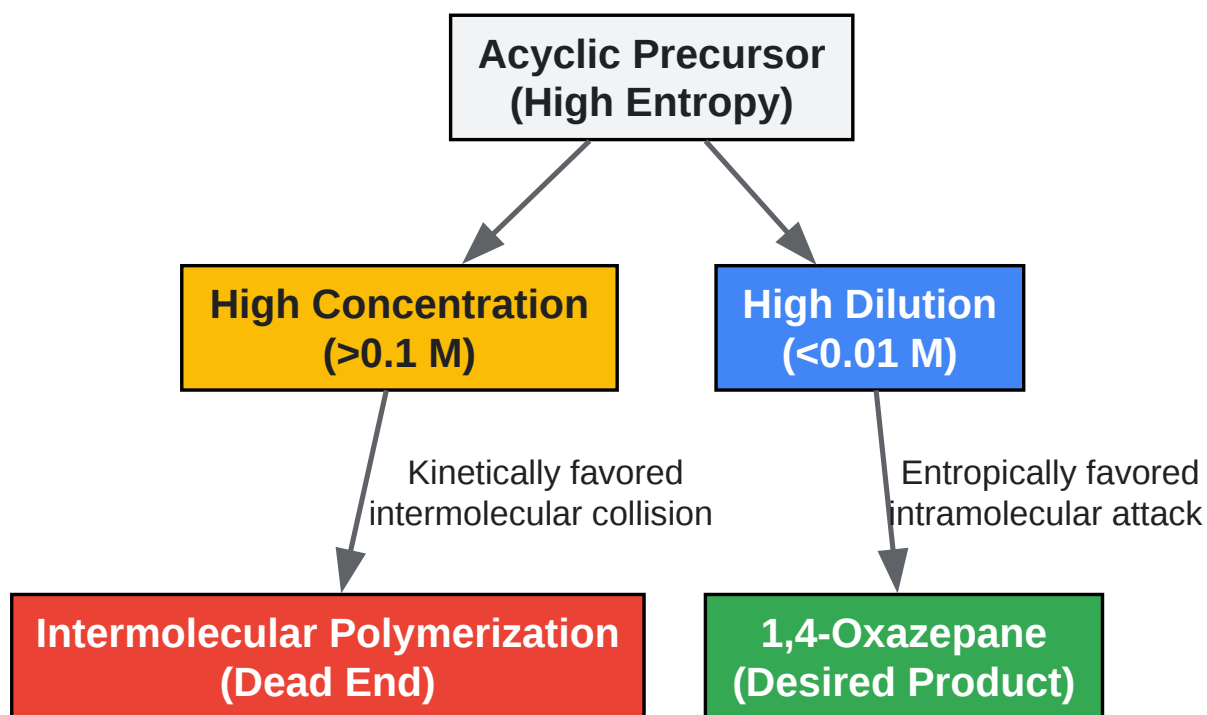 Acyclic Precursor
(High Entropy)
High Concentration
(>0.1 M)
High Dilution
(<0.01 M)
Kinetically favored
intermolecular collision
Entropically favored
intramolecular attack
Intermolecular Polymerization
(Dead End)
1,4-Oxazepane
(Desired Product)